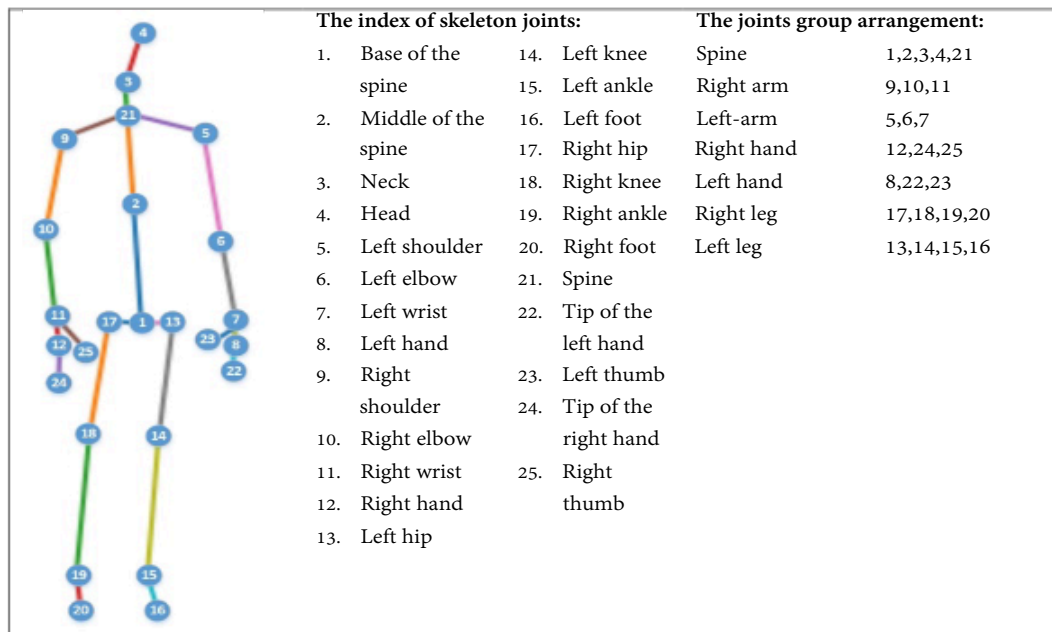 4
3
21
9
5
2
10
6
11
17
1
13
7
12
25
23
8
24
22
18
14
19
15
20
16
The index of skeleton joints:
1. Base of the
spine
2. Middle of the
spine
3. Neck
4. Head
5. Left shoulder
6. Left elbow
7. Left wrist
8. Left hand
9. Right
shoulder
10. Right elbow
11. Right wrist
12. Right hand
13. Left hip
14. Left knee
15. Left ankle
16. Left foot
17. Right hip
18. Right knee
19. Right ankle
20. Right foot
21. Spine
22. Tip of the
left hand
23. Left thumb
24. Tip of the
right hand
25. Right
thumb
The joints group arrangement:
Spine 1,2,3,4,21
Right arm 9,10,11
Left-arm 5,6,7
Right hand 12,24,25
Left hand 8,22,23
Right leg 17,18,19,20
Left leg 13,14,15,16